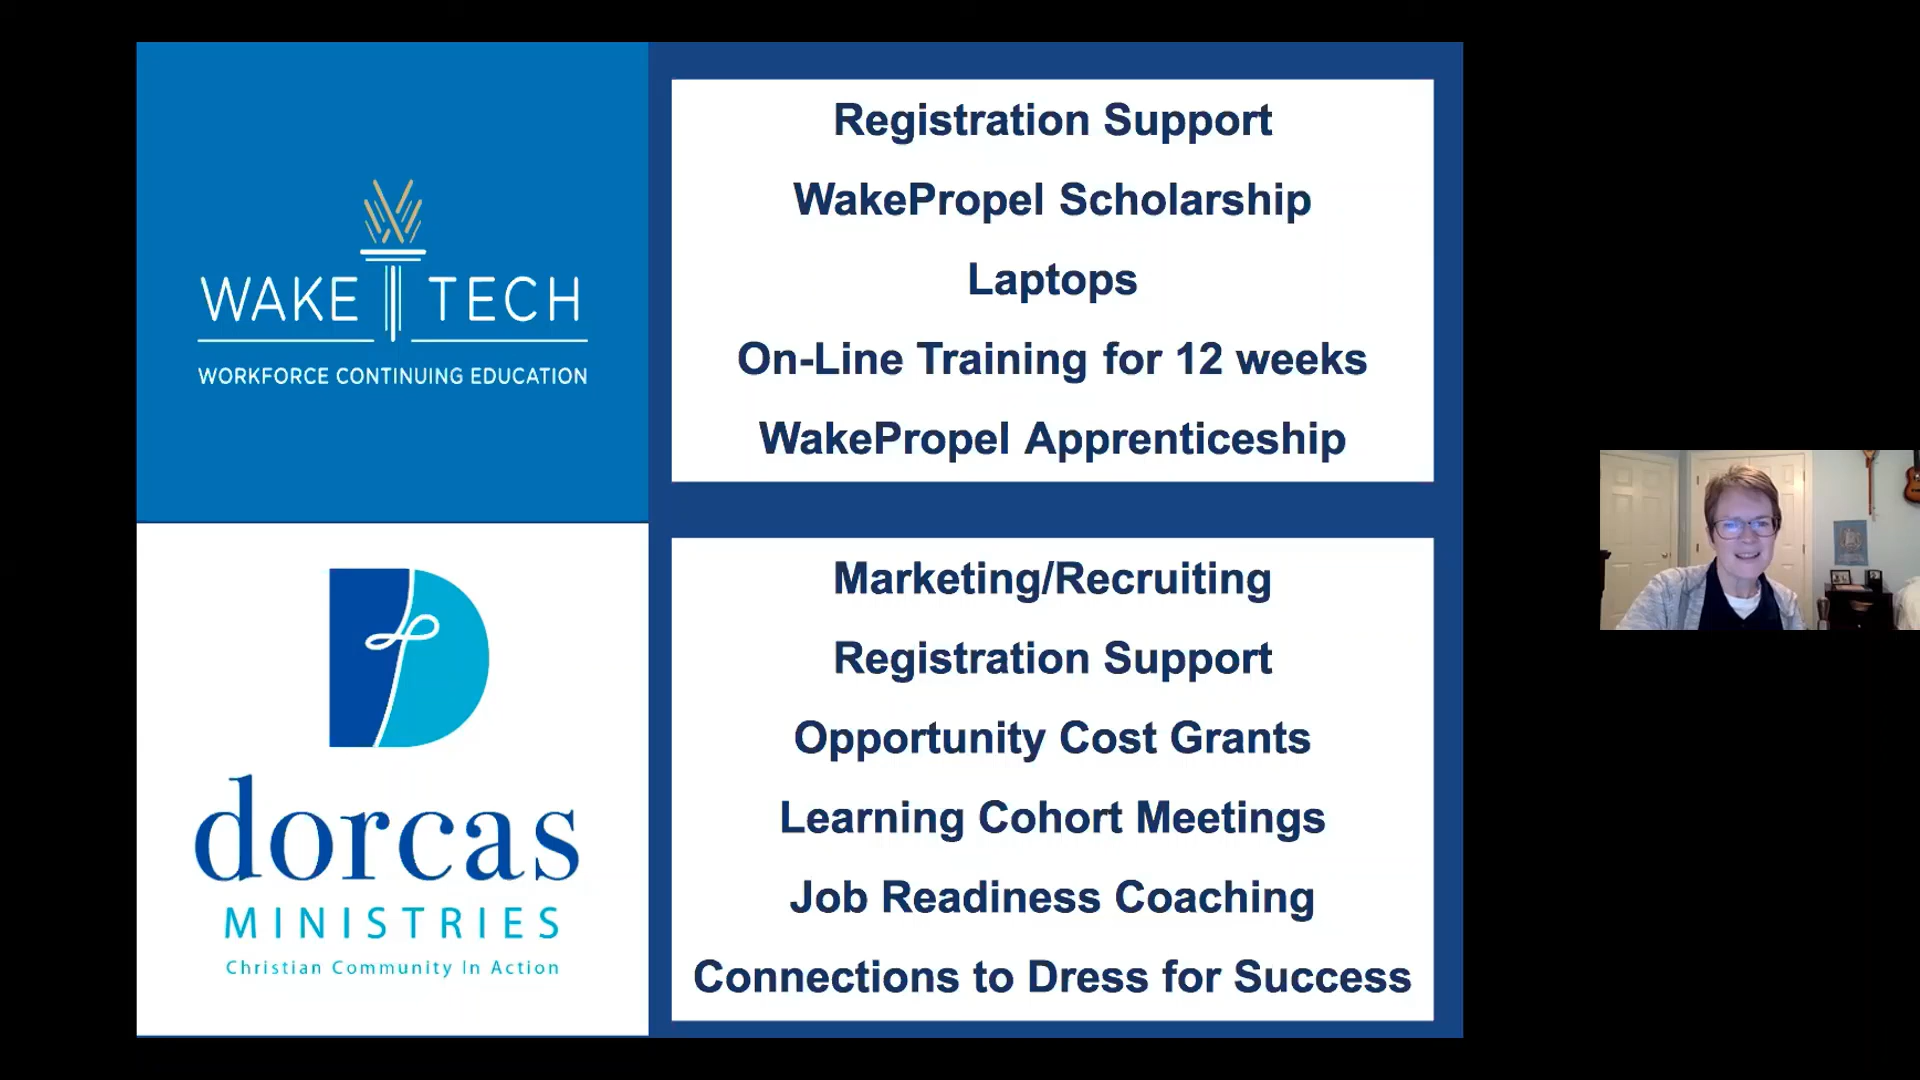 WAKE TECH
WORKFORCE CONTINUING EDUCATION
Registration Support
WakePropel Scholarship
Laptops
On-Line Training for 12 weeks
WakePropel Apprenticeship
dorcas
MINISTRIES
Christian Community In Action
Marketing/Recruiting
Registration Support
Opportunity Cost Grants
Learning Cohort Meetings
Job Readiness Coaching
Connections to Dress for Success